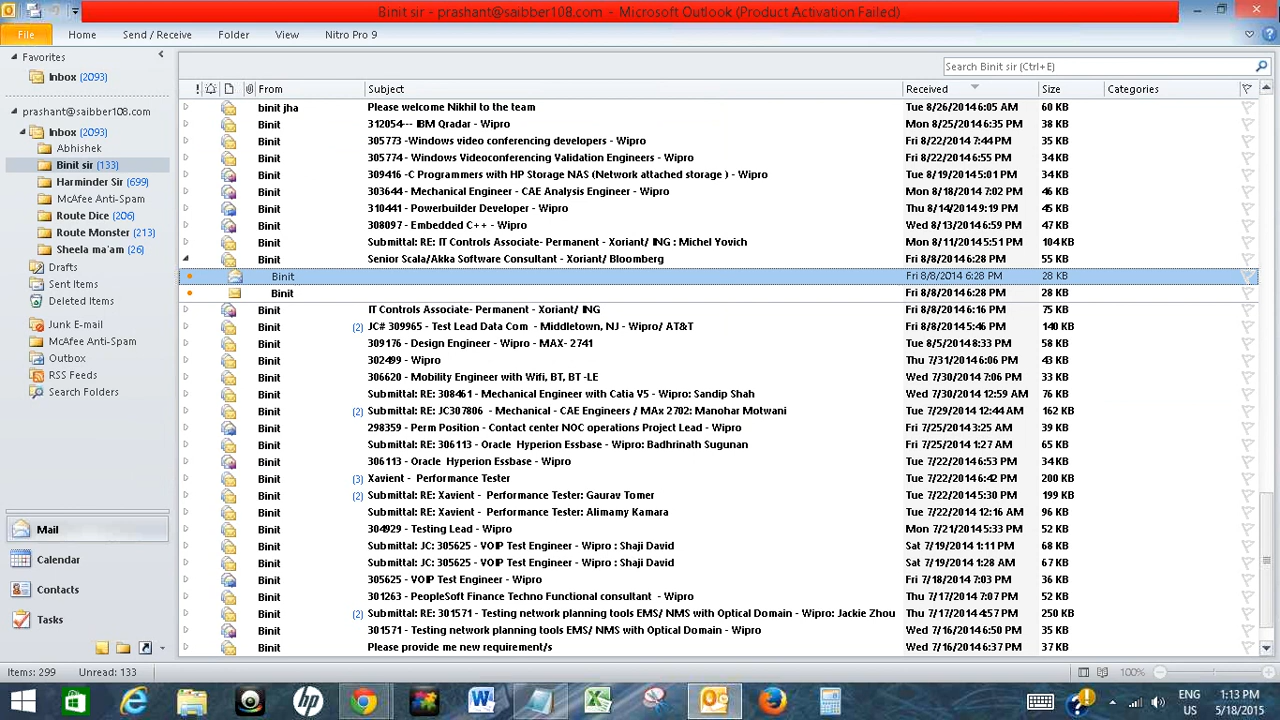 Binit sir - prashant@saibber108.com - Microsoft Outlook (Product Activation Failed)
File Home Send / Receive Folder View Nitro Pro 9
Favorites
Inbox (2093)
prashant@saibber108.com
Inbox (2093)
Abhishek
Binit sir (133)
Harminder Sir (699)
McAfee Anti-Spam
Route Dice (206)
Route Monster (213)
Sheela ma'am (26)
Drafts
Sent Items
Deleted Items
Junk E-mail
McAfee Anti-Spam
Outbox
RSS Feeds
Search Folders
Mail
Calendar
Contacts
Tasks
Search Binit sir (Ctrl+E)
! From Subject Received Size Categories
binit jha Please welcome Nikhil to the team Tue 8/26/2014 6:05 AM 60 KB
Binit 312054--- IBM Qradar - Wipro Mon 8/25/2014 6:35 PM 38 KB
Binit 305773 -Windows video conferencing developers - Wipro Fri 8/22/2014 7:44 PM 35 KB
Binit 305774 - Windows Videoconferencing Validation Engineers - Wipro Fri 8/22/2014 6:55 PM 34 KB
Binit 309416 -C Programmers with HP Storage NAS (Network attached storage ) - Wipro Tue 8/19/2014 5:01 PM 34 KB
Binit 303644 - Mechanical Engineer - CAE Analysis Engineer - Wipro Mon 8/18/2014 7:02 PM 46 KB
Binit 310441 - Powerbuilder Developer - Wipro Thu 8/14/2014 9:19 PM 45 KB
Binit 308097 - Embedded C++ - Wipro Wed 8/13/2014 6:59 PM 47 KB
Binit Submittal: RE: IT Controls Associate- Permanent - Xoriant/ ING : Michel Yovich Mon 8/11/2014 5:51 PM 104 KB
Binit Senior Scala/Akka Software Consultant - Xoriant/ Bloomberg Fri 8/8/2014 6:28 PM 55 KB
Binit Fri 8/8/2014 6:28 PM 28 KB
Binit Fri 8/8/2014 6:28 PM 28 KB
Binit IT Controls Associate- Permanent - Xoriant/ ING Fri 8/8/2014 6:16 PM 75 KB
Binit (2) JC# 309965 - Test Lead Data Com - Middletown, NJ - Wipro/ AT&T Fri 8/8/2014 5:46 PM 140 KB
Binit 309176 - Design Engineer - Wipro - MAX- 2741 Tue 8/5/2014 8:33 PM 58 KB
Binit 302499 - Wipro Thu 7/31/2014 6:06 PM 43 KB
Binit 306620 - Mobility Engineer with Wifi, BT, BT -LE Wed 7/30/2014 7:06 PM 33 KB
Binit Submittal: RE: 308461 - Mechanical Engineer with Catia V5 - Wipro: Sandip Shah Wed 7/30/2014 12:59 AM 76 KB
Binit (2) Submittal: RE: JC307806 - Mechanical - CAE Engineers / MAx 2702: Manohar Motwani Tue 7/29/2014 12:44 AM 162 KB
Binit 298359 - Perm Position - Contact center NOC operations Project Lead - Wipro Fri 7/25/2014 3:25 AM 39 KB
Binit Submittal: RE: 306113 - Oracle Hyperion Essbase - Wipro: Badhrinath Sugunan Fri 7/25/2014 1:27 AM 65 KB
Binit 306113 - Oracle Hyperion Essbase - Wipro Tue 7/22/2014 6:53 PM 34 KB
Binit (3) Xavient - Performance Tester Tue 7/22/2014 6:42 PM 200 KB
Binit (2) Submittal: RE: Xavient - Performance Tester: Gaurav Tomer Tue 7/22/2014 5:30 PM 199 KB
Binit Submittal: RE: Xavient - Performance Tester: Alimamy Kamara Tue 7/22/2014 12:16 AM 96 KB
Binit 304929 - Testing Lead - Wipro Mon 7/21/2014 5:33 PM 52 KB
Binit Submittal: JC: 305625 - VOIP Test Engineer - Wipro : Shaji David Sat 7/19/2014 1:11 PM 68 KB
Binit Submittal: JC: 305625 - VOIP Test Engineer - Wipro : Shaji David Sat 7/19/2014 1:28 AM 67 KB
Binit 305625 - VOIP Test Engineer - Wipro Fri 7/18/2014 7:03 PM 36 KB
Binit 301263 - PeopleSoft Finance Techno Functional consultant - Wipro Thu 7/17/2014 7:07 PM 52 KB
Binit (2) Submittal: RE: 301571 - Testing network planning tools EMS/ NMS with Optical Domain - Wipro: Jackie Zhou Thu 7/17/2014 4:57 PM 250 KB
Binit 301571 - Testing network planning tools EMS/ NMS with Optical Domain - Wipro Wed 7/16/2014 6:50 PM 35 KB
Binit Please provide me new requirement/s Wed 7/16/2014 6:37 PM 37 KB
Items: 299 Unread: 133 100%
ENG 1:13 PM
US 5/18/2015